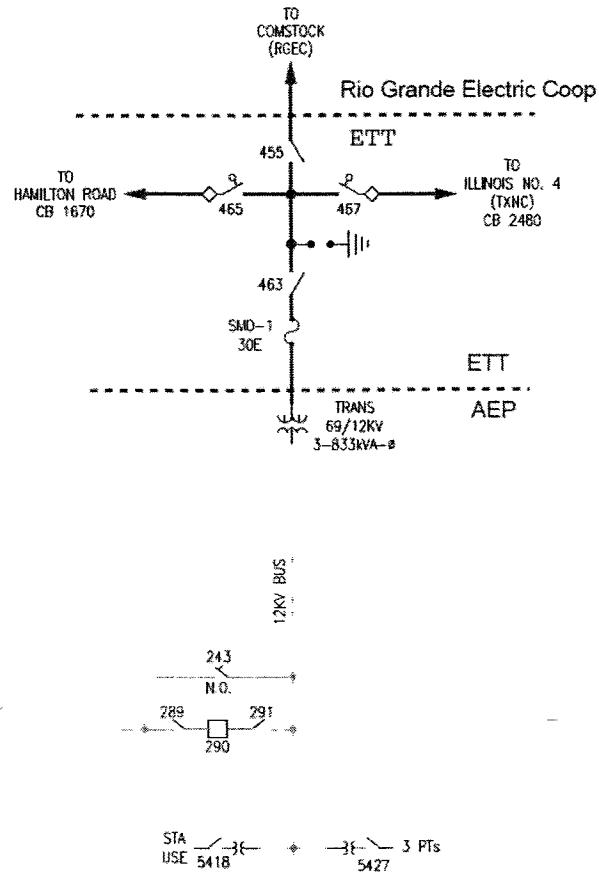 TO
COMSTOCK
(RGEC)
Rio Grande Electric Coop
ETT
455
TO
HAMILTON ROAD
CB 1670
465
467
TO
ILLINOIS NO. 4
(TXNC)
CB 2480
463
SMD-1
30E
ETT
AEP
TRANS
69/12KV
3-833kVA-ø
12KV BUS
243
N.O.
289
291
290
STA
USE
5418
5427
3 PTs